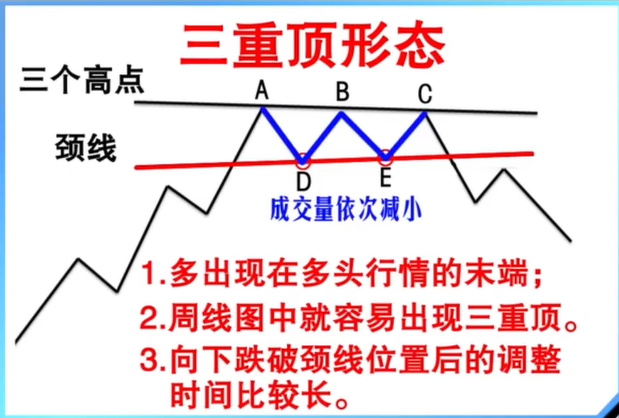 三重顶形态
三个高点
A
B
C
颈线
D
E
成交量依次减小
1.多出现在多头行情的末端；
2.周线图中就容易出现三重顶。
3.向下跌破颈线位置后的调整
时间比较长。